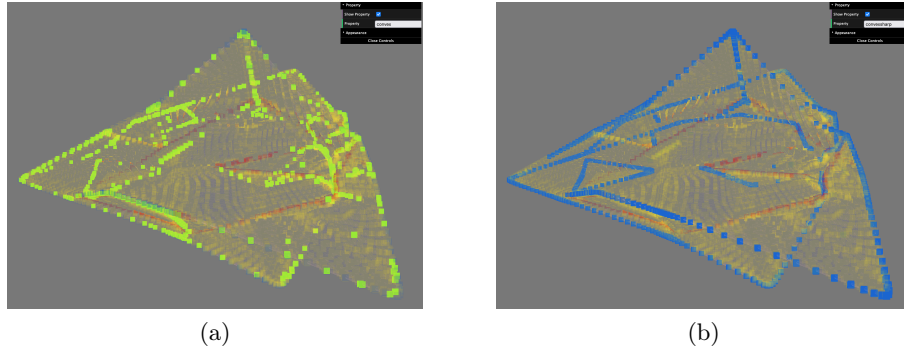 Property
Show Property
Property convex
Appearance
Close Controls
Property
Show Property
Property convexsharp
Appearance
Close Controls
(a)
(b)